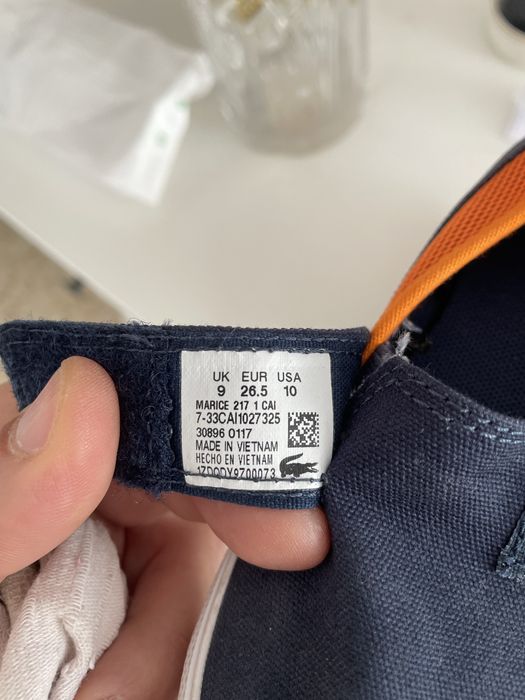 UK EUR USA
9 26.5 10
MARICE 217 1 CAI
7-33CAI1027325
30896 0117
MADE IN VIETNAM
HECHO EN VIETNAM
1ZDQDY9Z00073